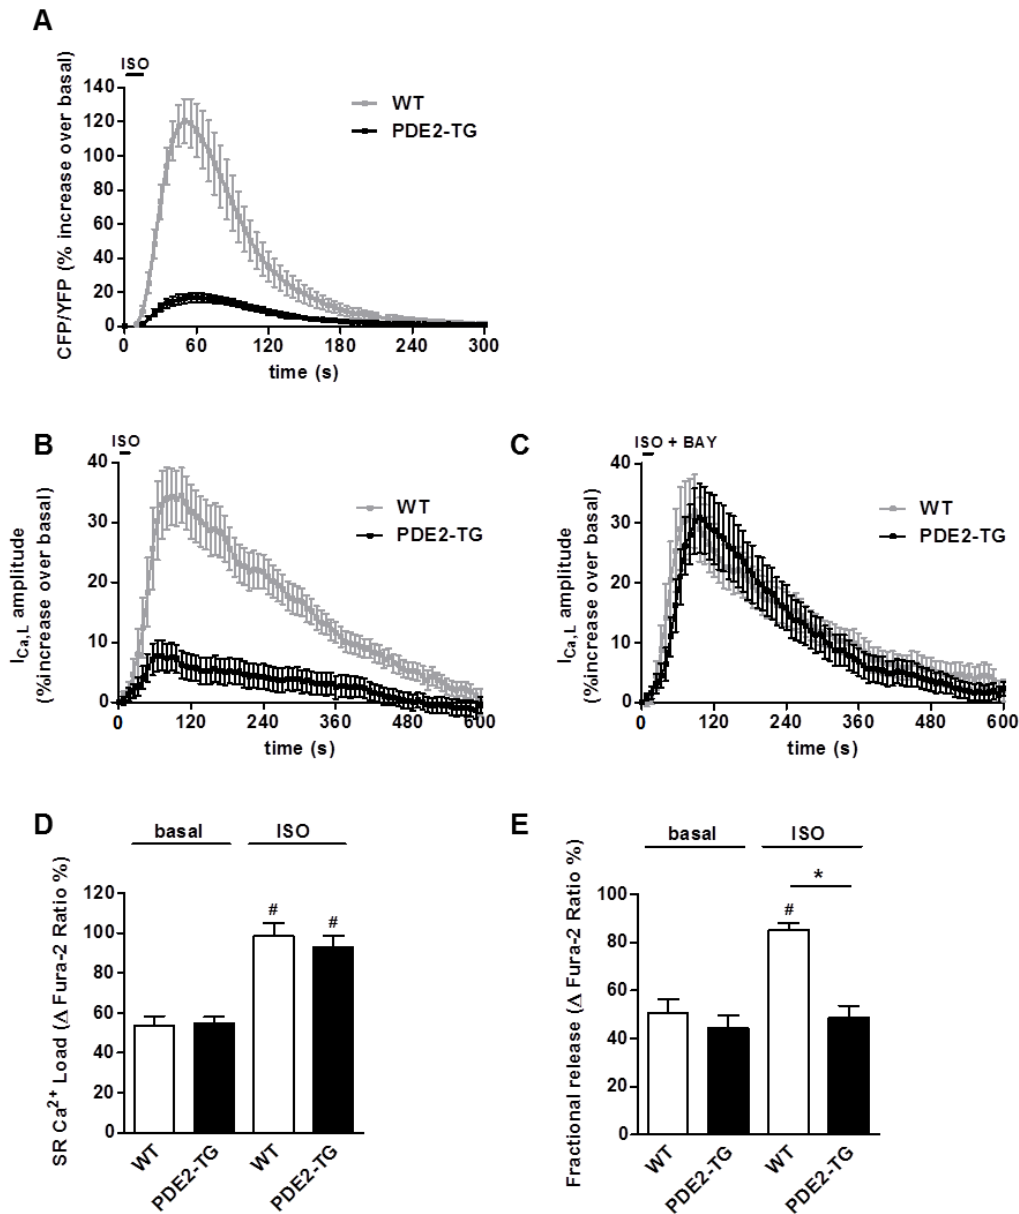 A
ISO
CFP/YFP (% increase over basal)
140
120
100
80
60
40
20
0
WT
PDE2-TG
0 60 120 180 240 300
time (s)
B
ISO
I_Ca,L amplitude
(%increase over basal)
40
30
20
10
0
WT
PDE2-TG
0 120 240 360 480 600
time (s)
C
ISO + BAY
I_Ca,L amplitude
(%increase over basal)
40
30
20
10
0
WT
PDE2-TG
0 120 240 360 480 600
time (s)
D
basal ISO
SR Ca²⁺ Load (Δ Fura-2 Ratio %)
120
100
80
60
40
20
0
# #
WT PDE2-TG WT PDE2-TG
E
basal ISO
Fractional release (Δ Fura-2 Ratio %)
100
80
60
40
20
0
*
#
WT PDE2-TG WT PDE2-TG